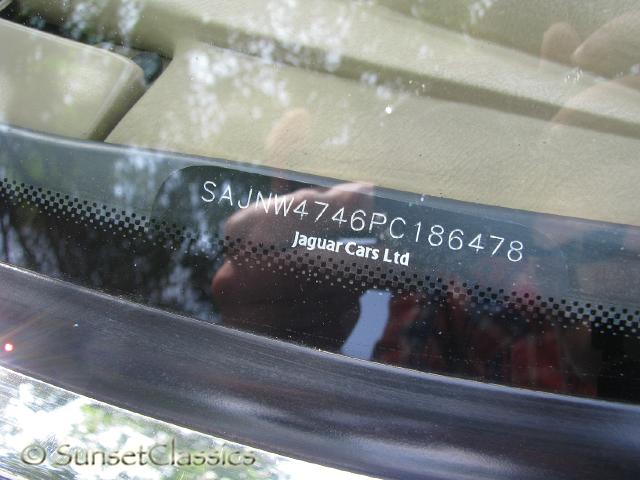 SAJNW4746PC186478
Jaguar Cars Ltd
© SunsetClassics